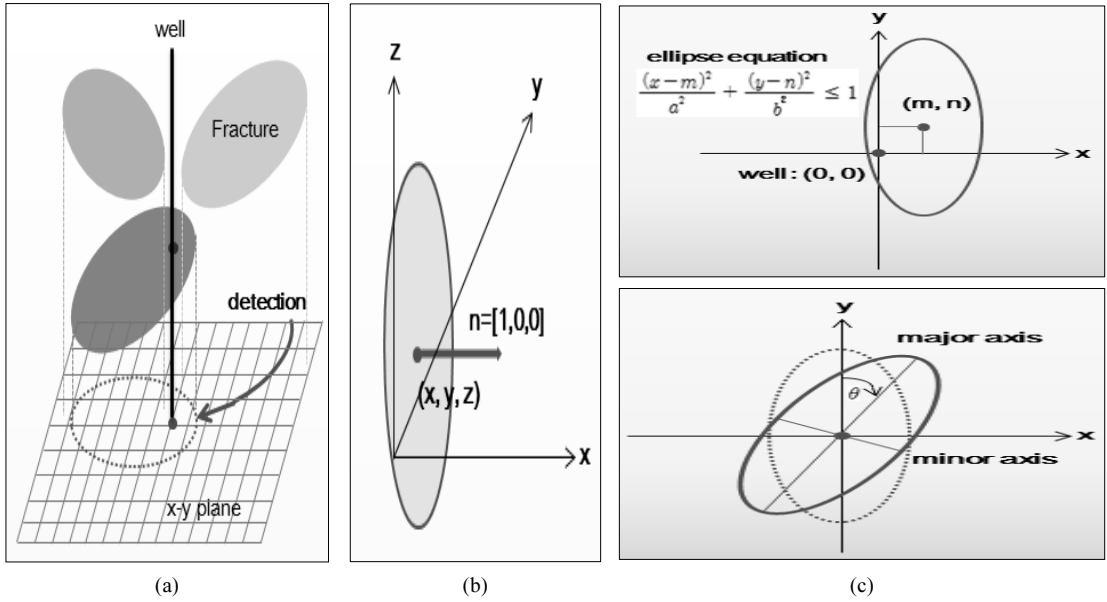 well
Fracture
detection
x-y plane
(a)
z
y
n=[1,0,0]
(x, y, z)
x
(b)
y
ellipse equation
(x−m)²/a² + (y−n)²/b² ≤ 1
(m, n)
x
well : (0, 0)
y
major axis
θ
x
minor axis
(c)